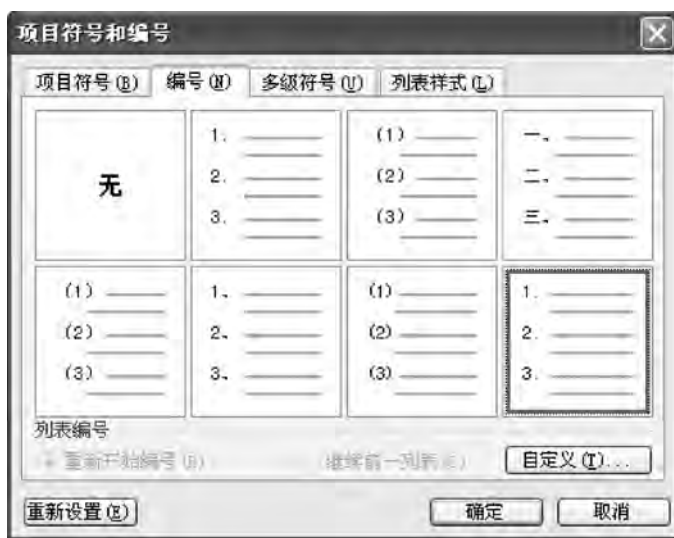 项目符号和编号
项目符号(B) 编号(N) 多级符号(U) 列表样式(L)
无
1. 2. 3.
(1) (2) (3)
一、 二、 三、
(1) (2) (3)
1、 2、 3、
(1) (2) (3)
1. 2. 3.
列表编号
重新开始编号(R) 继续前一列表(C) 自定义(T)...
重新设置(E) 确定 取消